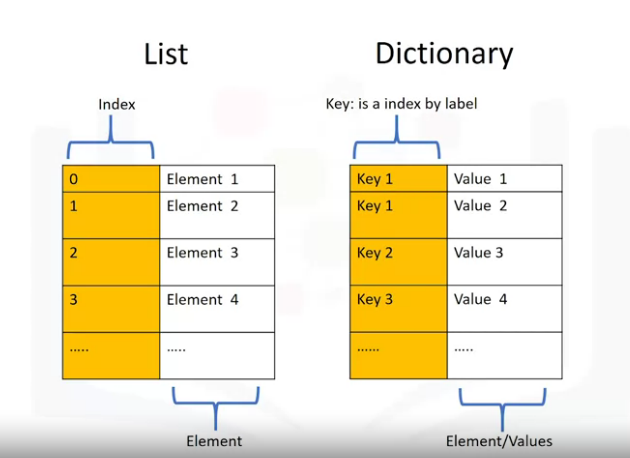 List
Dictionary
Index
Key: is a index by label
0 Element 1
1 Element 2
2 Element 3
3 Element 4
..... .....
Key 1 Value 1
Key 1 Value 2
Key 2 Value 3
Key 3 Value 4
...... .....
Element
Element/Values